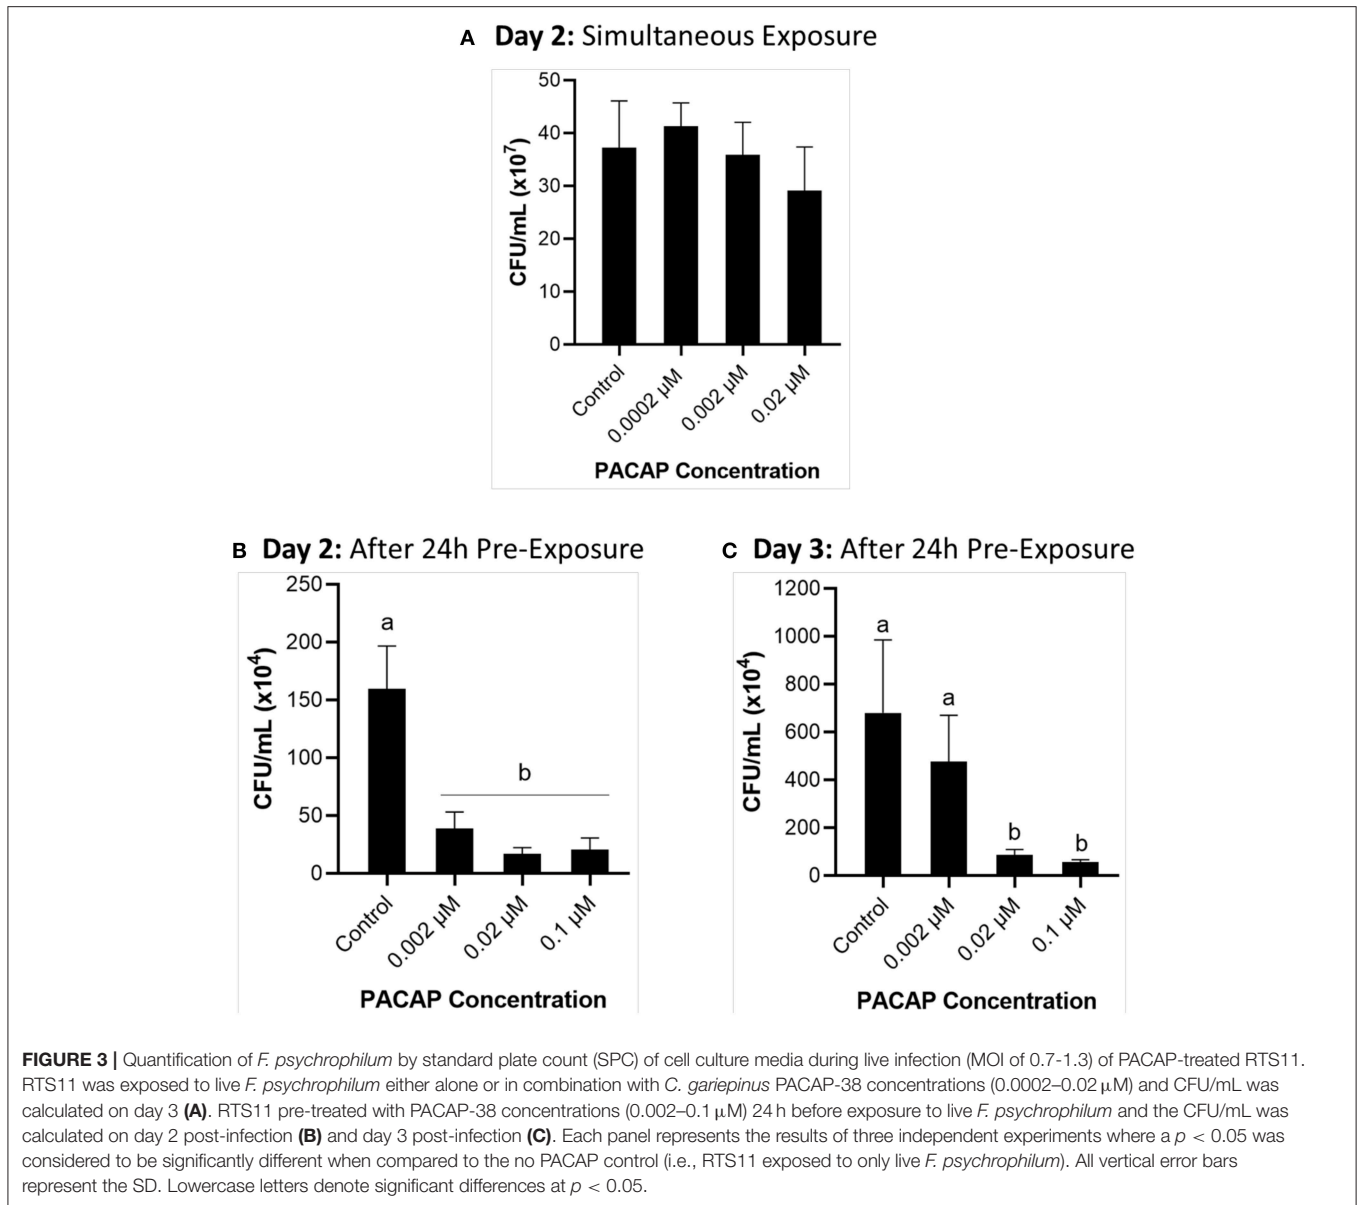 A Day 2: Simultaneous Exposure
50
40
30
20
10
0
CFU/mL (x10⁷)
Control
0.0002 µM
0.002 µM
0.02 µM
PACAP Concentration
B Day 2: After 24h Pre-Exposure
250
200
150
100
50
0
CFU/mL (x10⁴)
a
b
Control
0.002 µM
0.02 µM
0.1 µM
PACAP Concentration
C Day 3: After 24h Pre-Exposure
1200
1000
800
600
400
200
0
CFU/mL (x10⁴)
a
a
b
b
Control
0.002 µM
0.02 µM
0.1 µM
PACAP Concentration
FIGURE 3 | Quantification of F. psychrophilum by standard plate count (SPC) of cell culture media during live infection (MOI of 0.7-1.3) of PACAP-treated RTS11.
RTS11 was exposed to live F. psychrophilum either alone or in combination with C. gariepinus PACAP-38 concentrations (0.0002–0.02 µM) and CFU/mL was
calculated on day 3 (A). RTS11 pre-treated with PACAP-38 concentrations (0.002–0.1 µM) 24 h before exposure to live F. psychrophilum and the CFU/mL was
calculated on day 2 post-infection (B) and day 3 post-infection (C). Each panel represents the results of three independent experiments where a p < 0.05 was
considered to be significantly different when compared to the no PACAP control (i.e., RTS11 exposed to only live F. psychrophilum). All vertical error bars
represent the SD. Lowercase letters denote significant differences at p < 0.05.